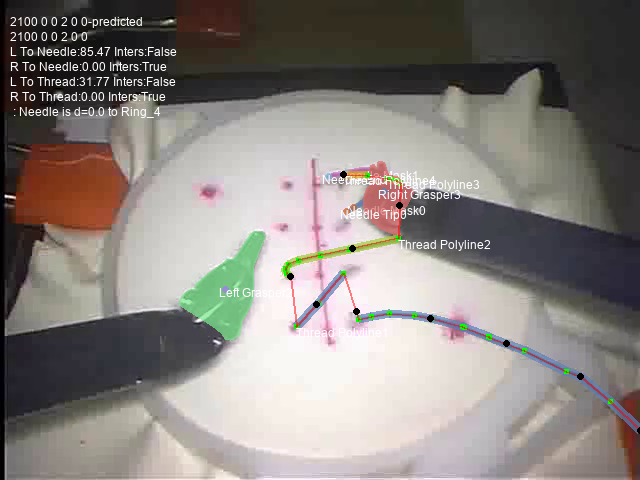 2100 0 0 2 0 0-predicted
2100 0 0 2 0 0
L To Needle:85.47 Inters:False
R To Needle:0.00 Inters:True
L To Thread:31.77 Inters:False
R To Thread:0.00 Inters:True
: Needle is d=0.0 to Ring_4
Thread Polyline3
Right Grasper3
Needle Tip0
Thread Polyline2
Left Grasper
Thread Polyline1